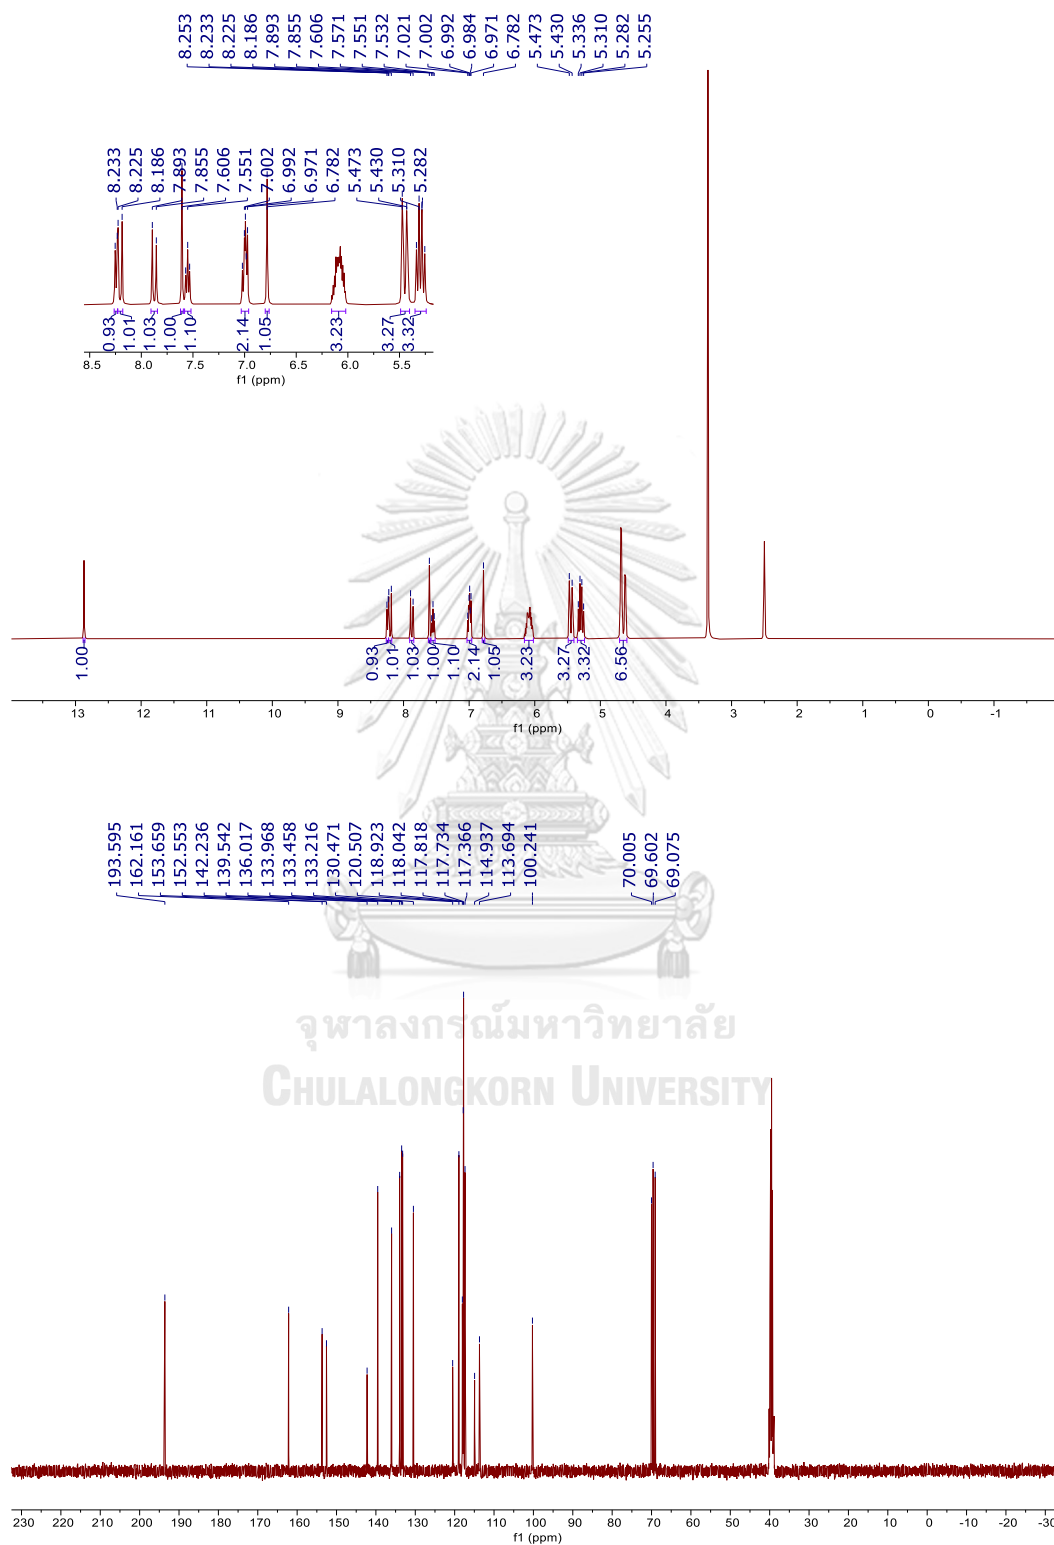 8.253 8.233 8.225 8.186 7.893 7.855 7.606 7.571 7.551 7.532 7.021 7.002 6.992 6.984 6.971 6.782 5.473 5.430 5.336 5.310 5.282 5.255
8.233 8.225 8.186 7.893 7.855 7.606 7.551 7.002 6.992 6.971 6.782 5.473 5.430 5.310 5.282
0.93 1.01 1.03 1.00 1.10 2.14 1.05 3.23 3.27 3.32
8.5 8.0 7.5 7.0 6.5 6.0 5.5
f1 (ppm)
1.00 0.93 1.01 1.03 1.00 1.10 2.14 1.05 3.23 3.27 3.32 6.56
13 12 11 10 9 8 7 6 5 4 3 2 1 0 -1
f1 (ppm)
193.595 162.161 153.659 152.553 142.236 139.542 136.017 133.968 133.458 133.216 130.471 120.507 118.923 118.042 117.818 117.734 117.366 114.937 113.694 100.241 70.005 69.602 69.075
จุฬาลงกรณ์มหาวิทยาลัย
CHULALONGKORN UNIVERSITY
230 220 210 200 190 180 170 160 150 140 130 120 110 100 90 80 70 60 50 40 30 20 10 0 -10 -20 -30
f1 (ppm)